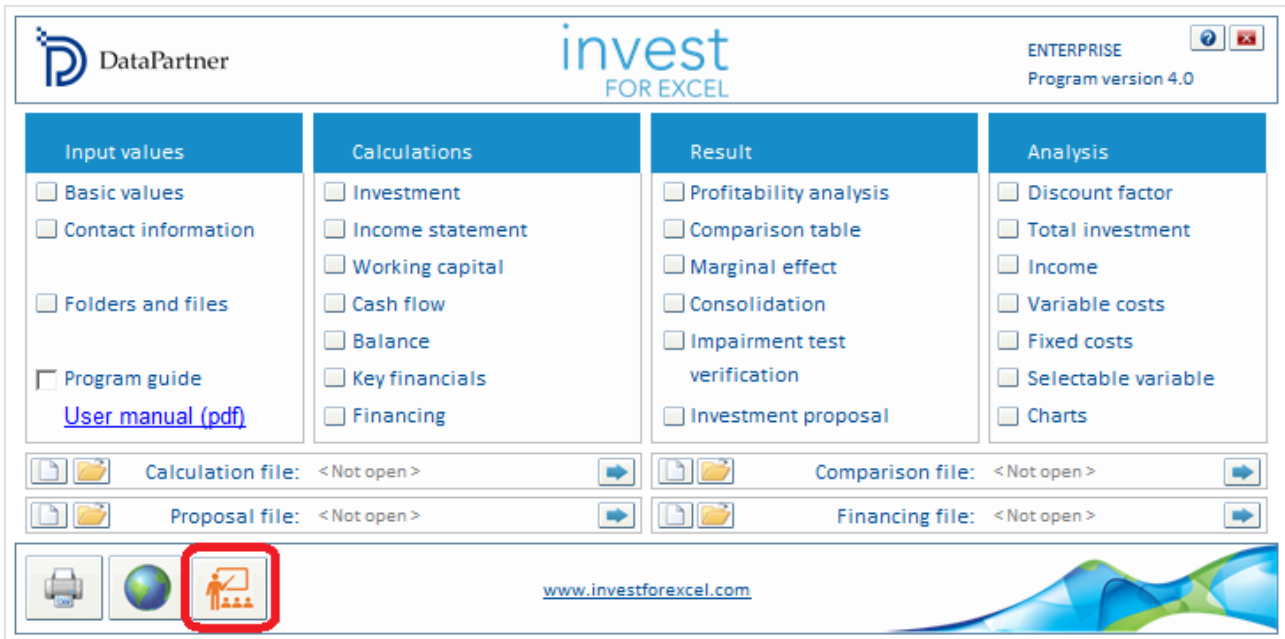 DataPartner
invest
FOR EXCEL
ENTERPRISE
Program version 4.0
Input values
Basic values
Contact information
Folders and files
Program guide
User manual (pdf)
Calculations
Investment
Income statement
Working capital
Cash flow
Balance
Key financials
Financing
Result
Profitability analysis
Comparison table
Marginal effect
Consolidation
Impairment test
verification
Investment proposal
Analysis
Discount factor
Total investment
Income
Variable costs
Fixed costs
Selectable variable
Charts
Calculation file: < Not open >
Comparison file: < Not open >
Proposal file: < Not open >
Financing file: < Not open >
www.investforexcel.com